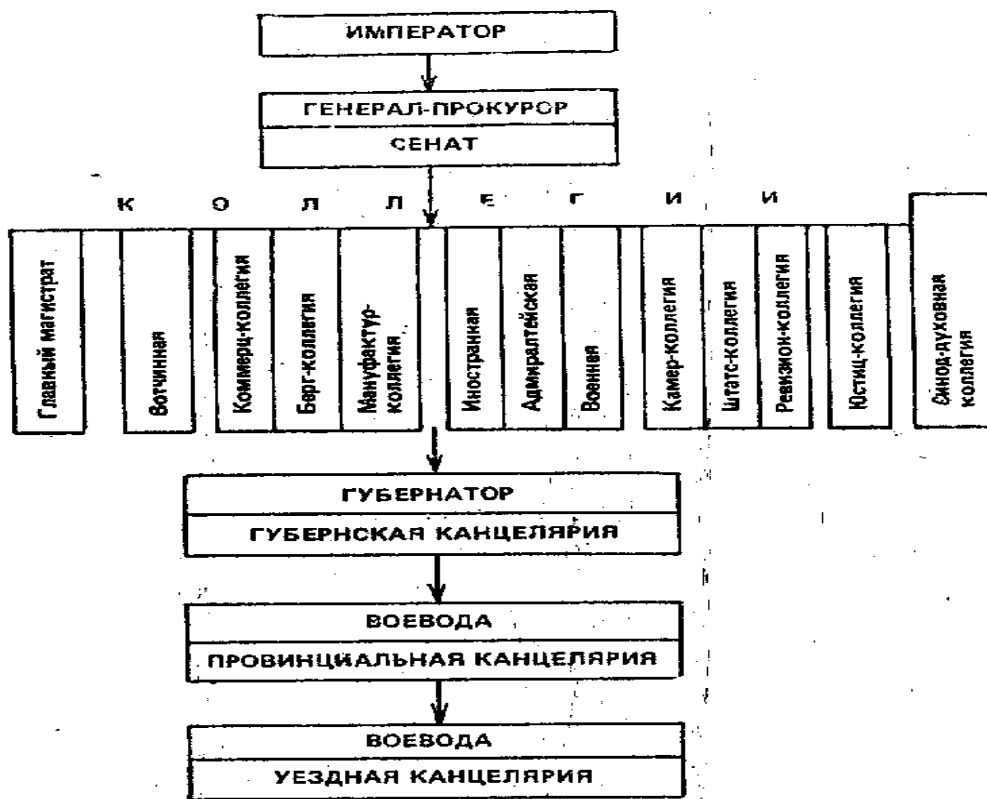 ИМПЕРАТОР
ГЕНЕРАЛ-ПРОКУРОР
СЕНАТ
КОЛЛЕГИИ
Главный магистрат
Вотчинная
Коммерц-коллегия
Берг-коллегия
Мануфактур-
коллегия
Иностранная
Адмиралтейская
Военная
Камер-коллегия
Штатс-коллегия
Ревизион-коллегия
Юстиц-коллегия
Синод-духовная
коллегия
ГУБЕРНАТОР
ГУБЕРНСКАЯ КАНЦЕЛЯРИЯ
ВОЕВОДА
ПРОВИНЦИАЛЬНАЯ КАНЦЕЛЯРИЯ
ВОЕВОДА
УЕЗДНАЯ КАНЦЕЛЯРИЯ